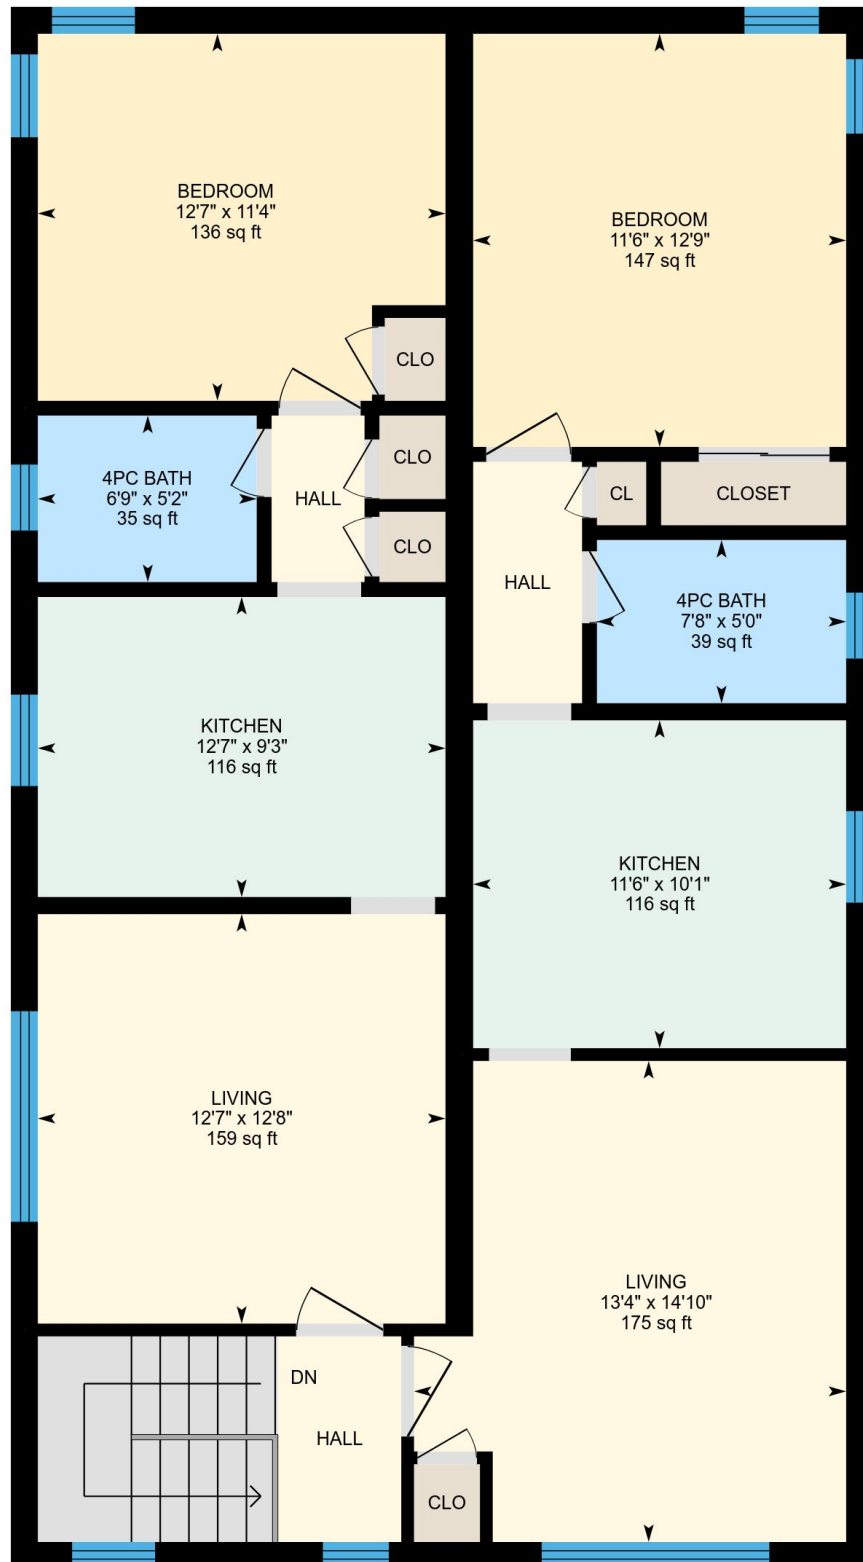 BEDROOM
12'7" x 11'4"
136 sq ft
BEDROOM
11'6" x 12'9"
147 sq ft
CLO
4PC BATH
6'9" x 5'2"
35 sq ft
HALL
CLO
CLO
CL
CLOSET
HALL
4PC BATH
7'8" x 5'0"
39 sq ft
KITCHEN
12'7" x 9'3"
116 sq ft
KITCHEN
11'6" x 10'1"
116 sq ft
LIVING
12'7" x 12'8"
159 sq ft
LIVING
13'4" x 14'10"
175 sq ft
DN
HALL
CLO